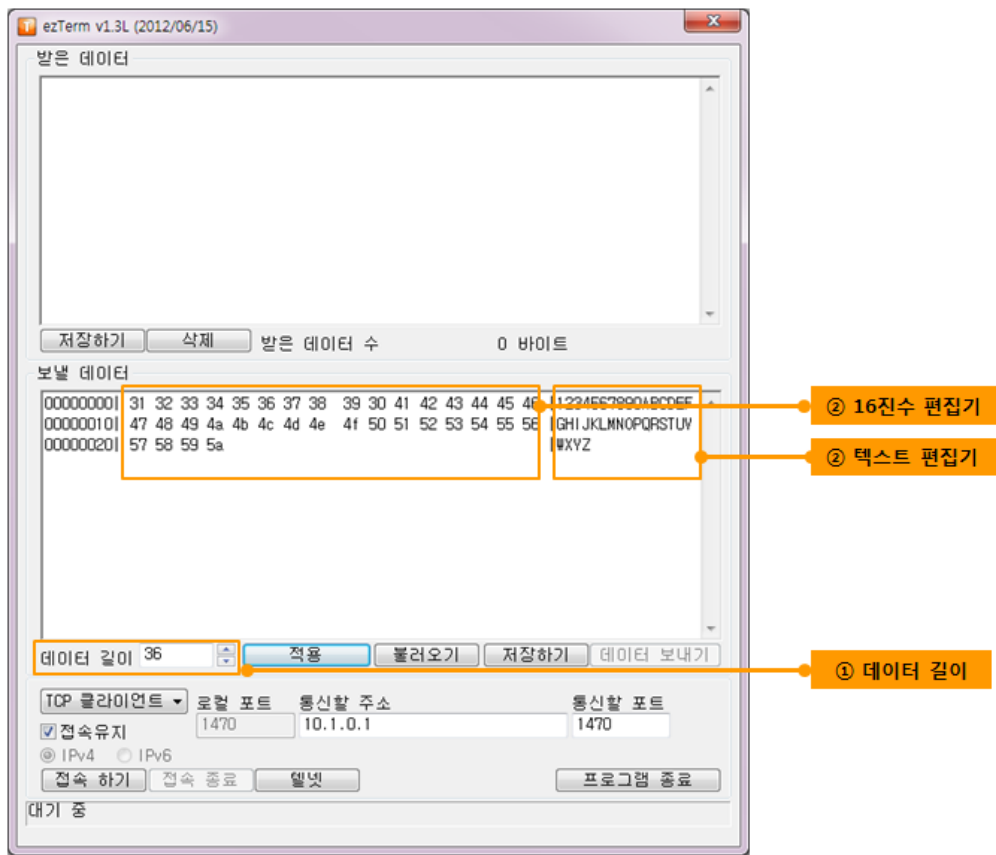 ezTerm v1.3L (2012/06/15)
받은 데이터
저장하기 삭제 받은 데이터 수 0 바이트
보낼 데이터
00000000| 31 32 33 34 35 36 37 38 39 30 41 42 43 44 45 46 |1234567890ABCDEF
② 16진수 편집기
00000010| 47 48 49 4a 4b 4c 4d 4e 4f 50 51 52 53 54 55 56 |GHIJKLMNOPQRSTUV
00000020| 57 58 59 5a |WXYZ
② 텍스트 편집기
데이터 길이 36 적용 불러오기 저장하기 데이터 보내기
① 데이터 길이
TCP 클라이언트 로컬 포트 통신할 주소 통신할 포트
접속유지 1470 10.1.0.1 1470
IPv4 IPv6
접속 하기 접속 종료 텔넷 프로그램 종료
대기 중